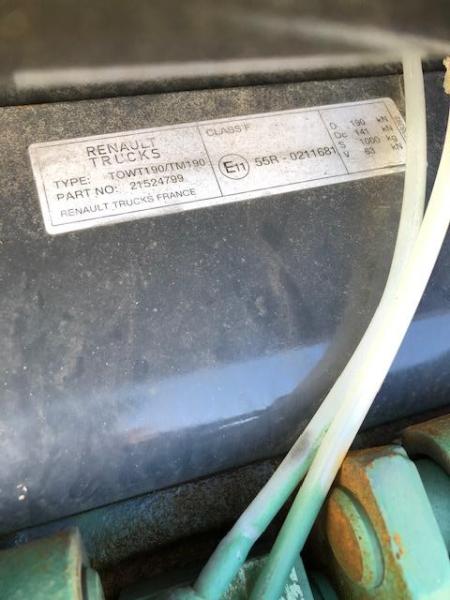 RENAULT
TRUCKS
TYPE: TOWT190/TM190
PART NO: 21524799
RENAULT TRUCKS FRANCE
CLASS F
E11 55R - 0211681
D 190 kN
Dc 141 kN
S 1000 kg
V 63 kN